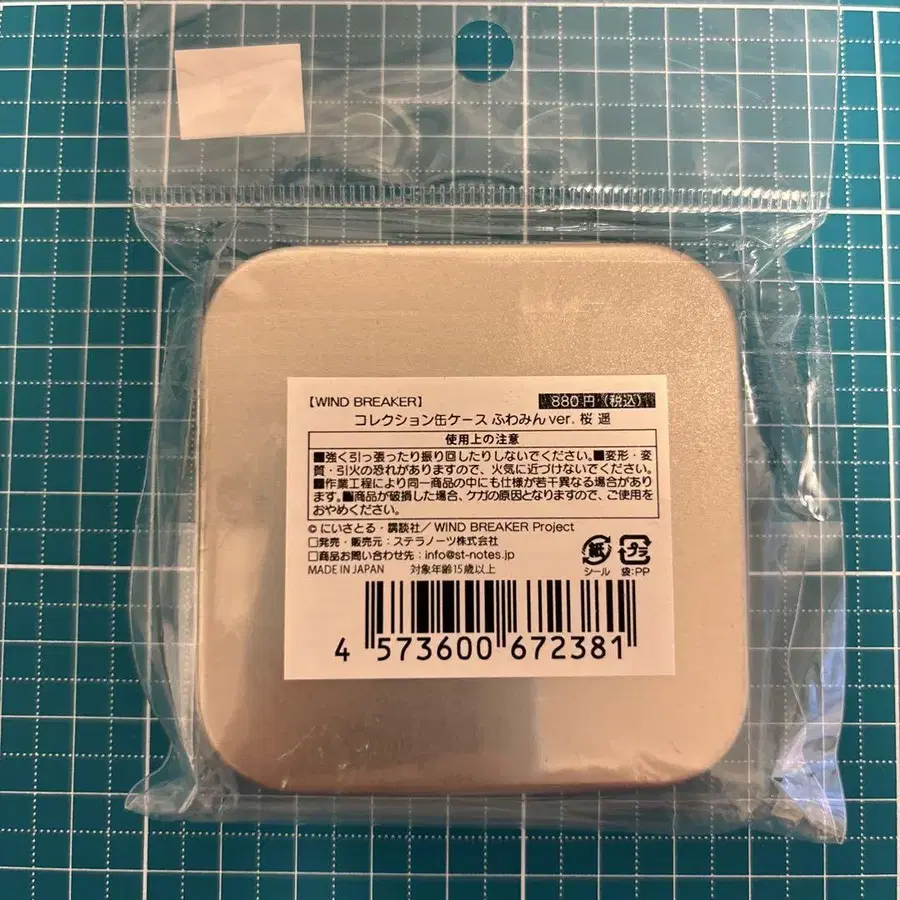 【WIND BREAKER】 880円（税込）
コレクション缶ケース ふわみんver. 桜 遥
使用上の注意
■強く引っ張ったり振り回したりしないでください。■変形・変
質・引火の恐れがありますので、火気に近づけないでください。
■作業工程により同一商品の中にも仕様が若干異なる場合があり
ます。■商品が破損した場合、ケガの原因となりますので、ご使用を
おやめください。
© にいさとる・講談社／WIND BREAKER Project
□発売・販売元：ステラノーツ株式会社
□商品お問い合わせ先：info@st-notes.jp
MADE IN JAPAN 対象年齢15歳以上
紙 プラ
シール 袋:PP
4 573600 672381